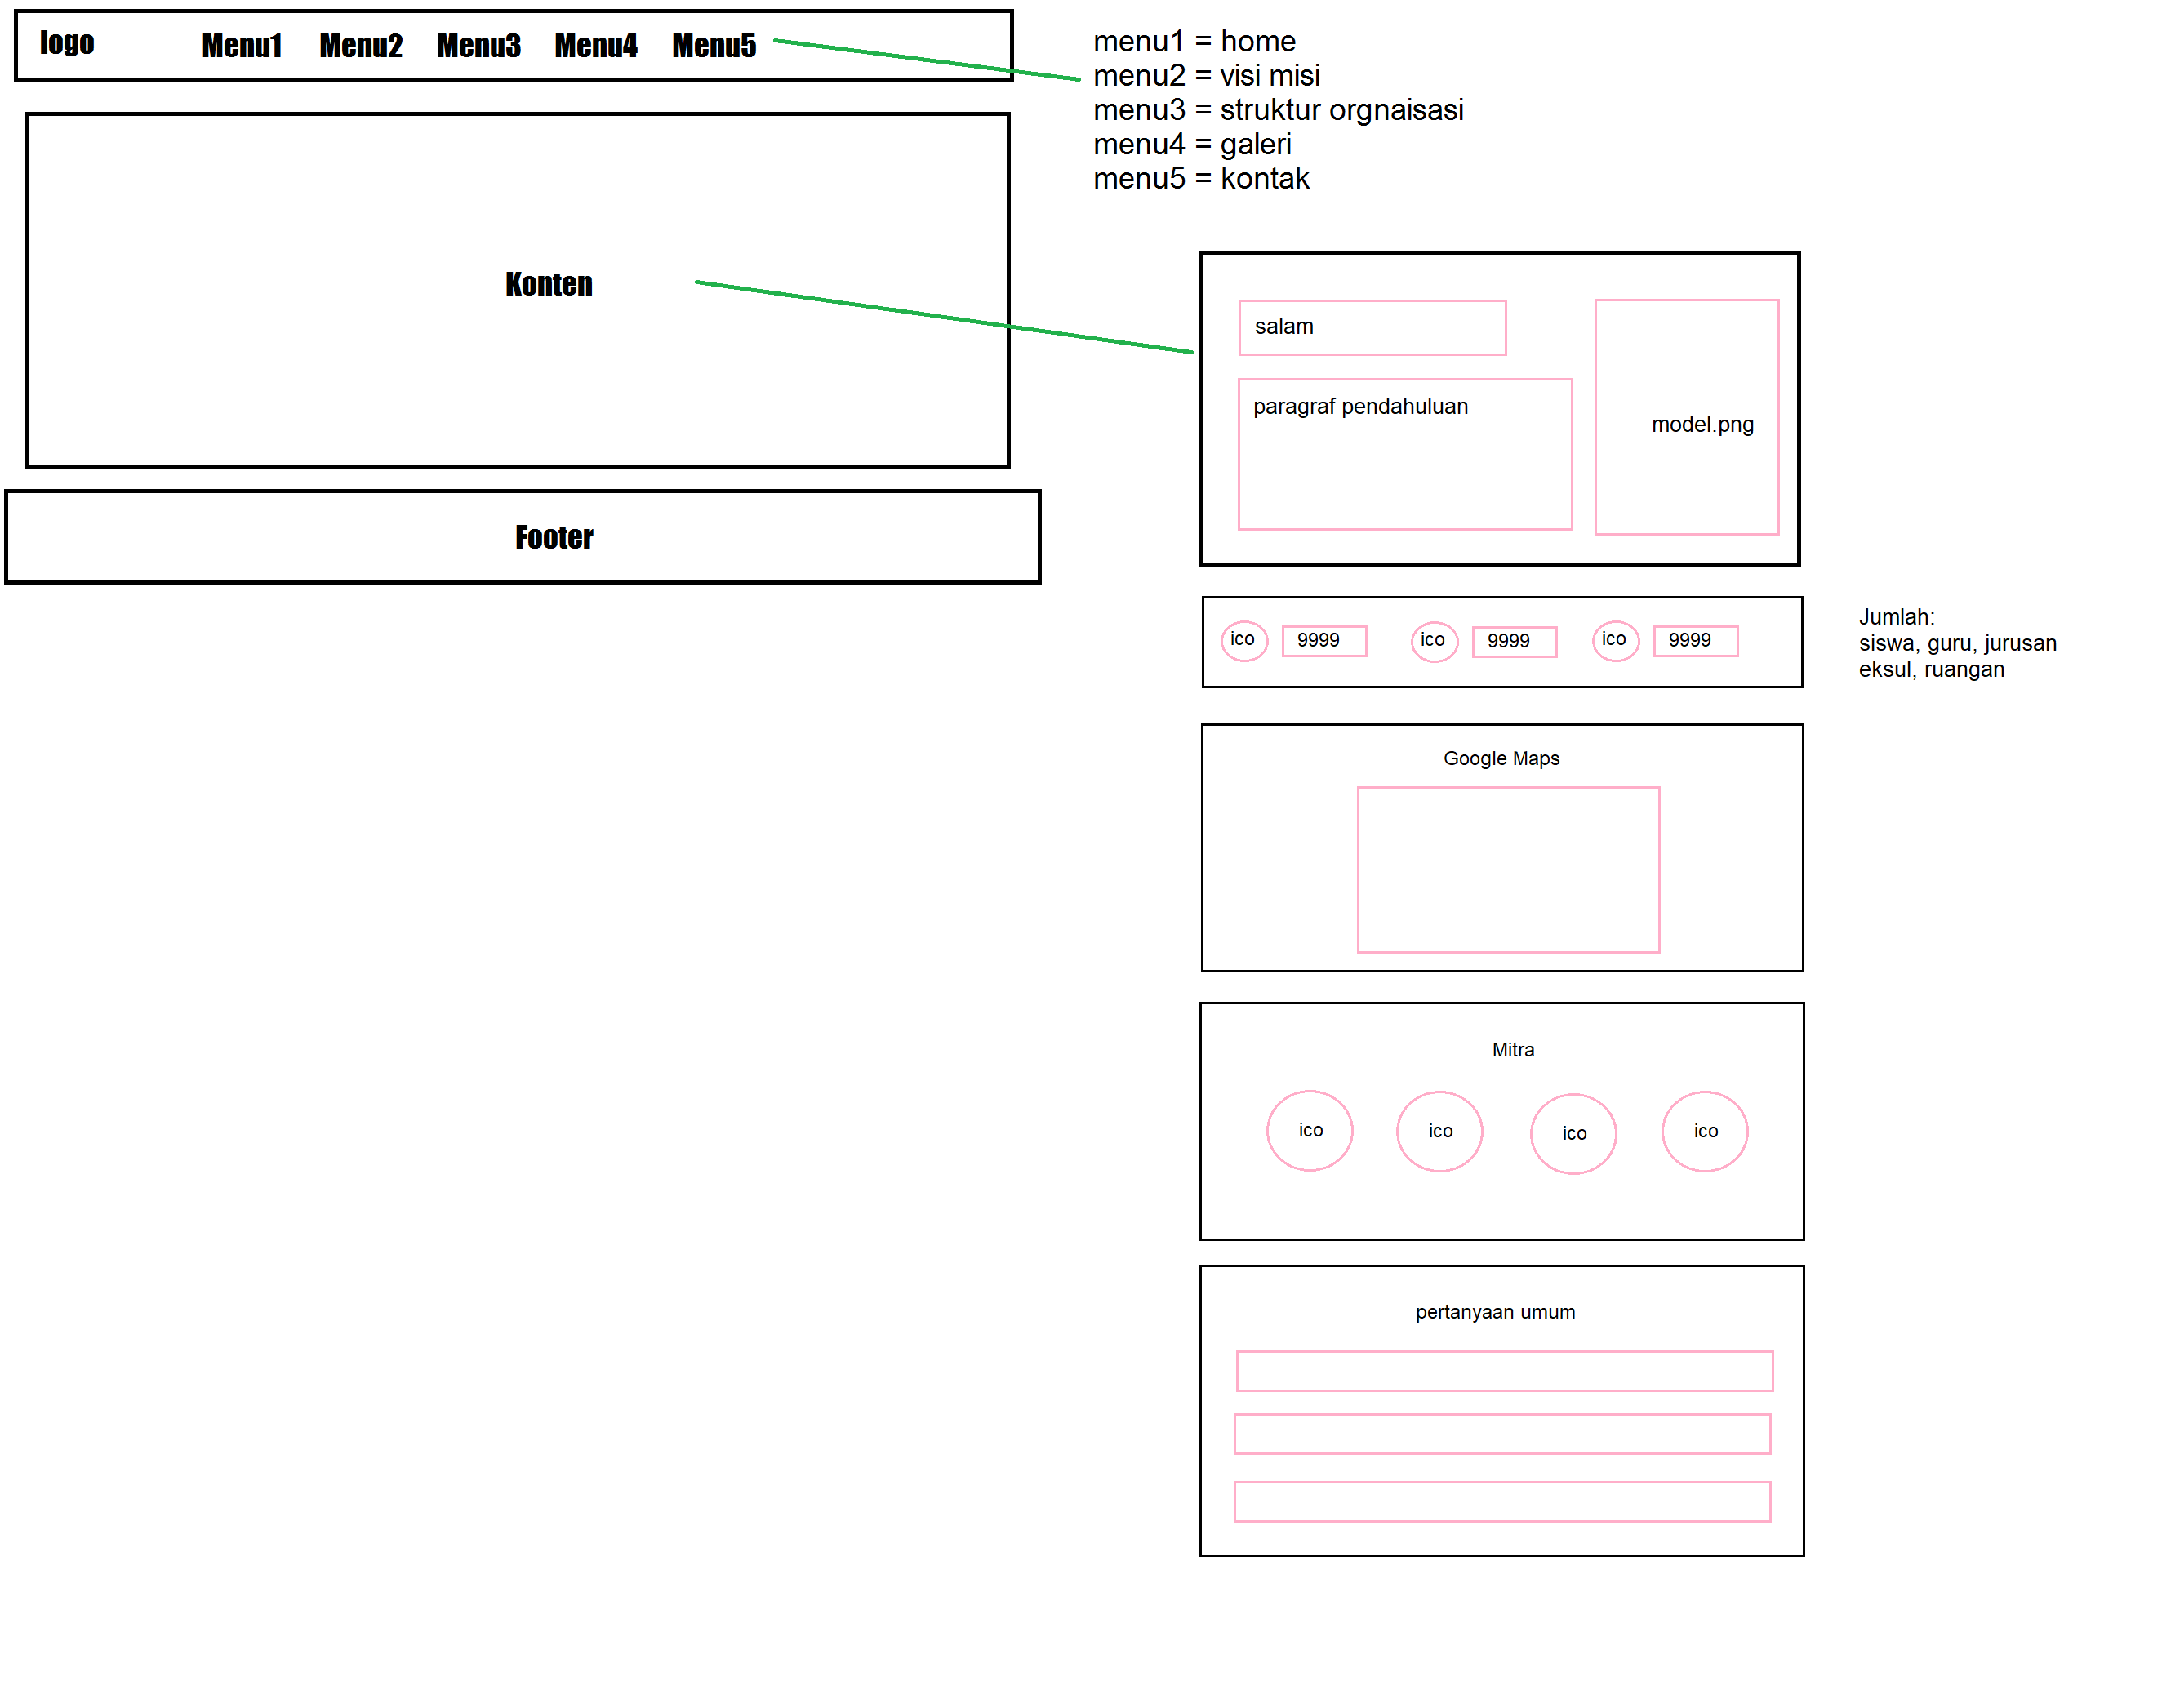 logo Menu1 Menu2 Menu3 Menu4 Menu5
menu1 = home
menu2 = visi misi
menu3 = struktur orgnaisasi
menu4 = galeri
menu5 = kontak
Konten
Footer
salam
paragraf pendahuluan
model.png
ico 9999 ico 9999 ico 9999
Jumlah:
siswa, guru, jurusan
eksul, ruangan
Google Maps
Mitra
ico ico ico ico
pertanyaan umum